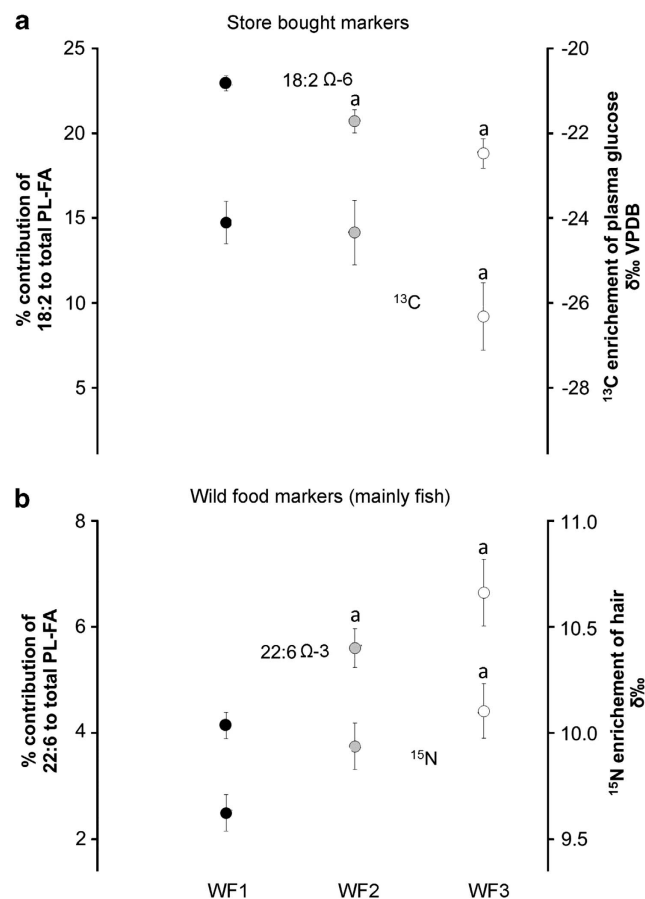 a
Store bought markers
25
20
15
10
5
% contribution of
18:2 to total PL-FA
18:2 Ω-6
a
a
¹³C
a
-20
-22
-24
-26
-28
¹³C enrichement of plasma glucose
δ‰ VPDB
b
Wild food markers (mainly fish)
8
6
4
2
% contribution of
22:6 to total PL-FA
22:6 Ω-3
a
a
a
¹⁵N
11.0
10.5
10.0
9.5
¹⁵N enrichement of hair
δ‰
WF1 WF2 WF3